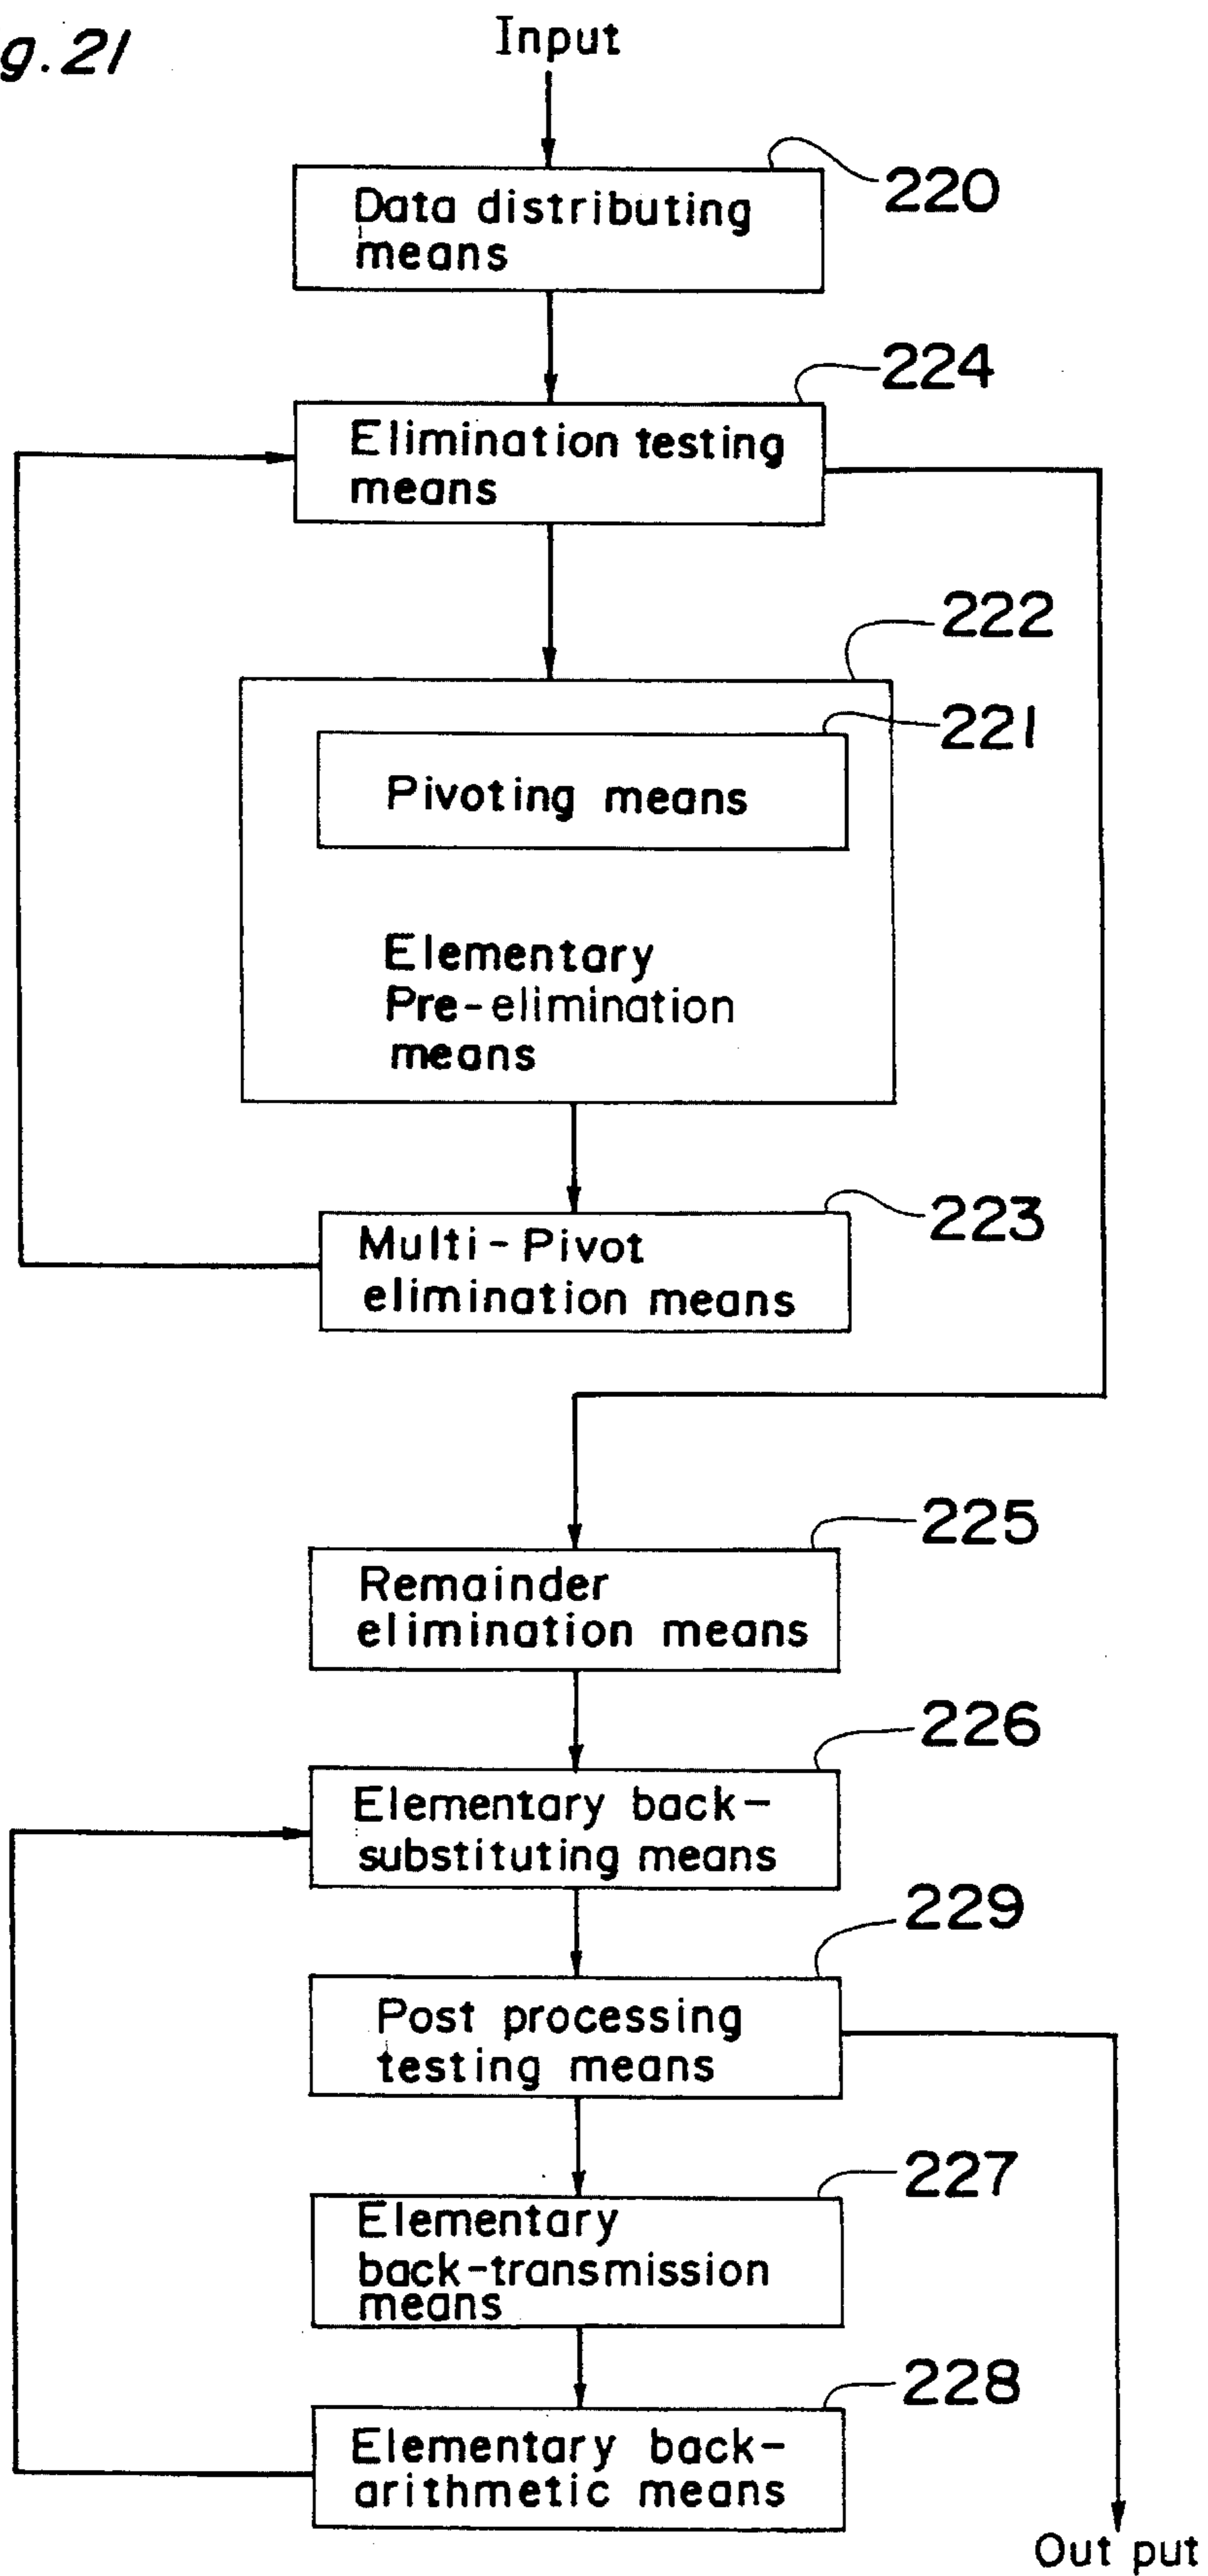 g.21
Input
220
Data distributing
means
224
Elimination testing
means
222
221
Pivoting means
Elementary
Pre-elimination
means
223
Multi-Pivot
elimination means
225
Remainder
elimination means
226
Elementary back-
substituting means
229
Post processing
testing means
227
Elementary
back-transmission
means
228
Elementary back-
arithmetic means
Out put